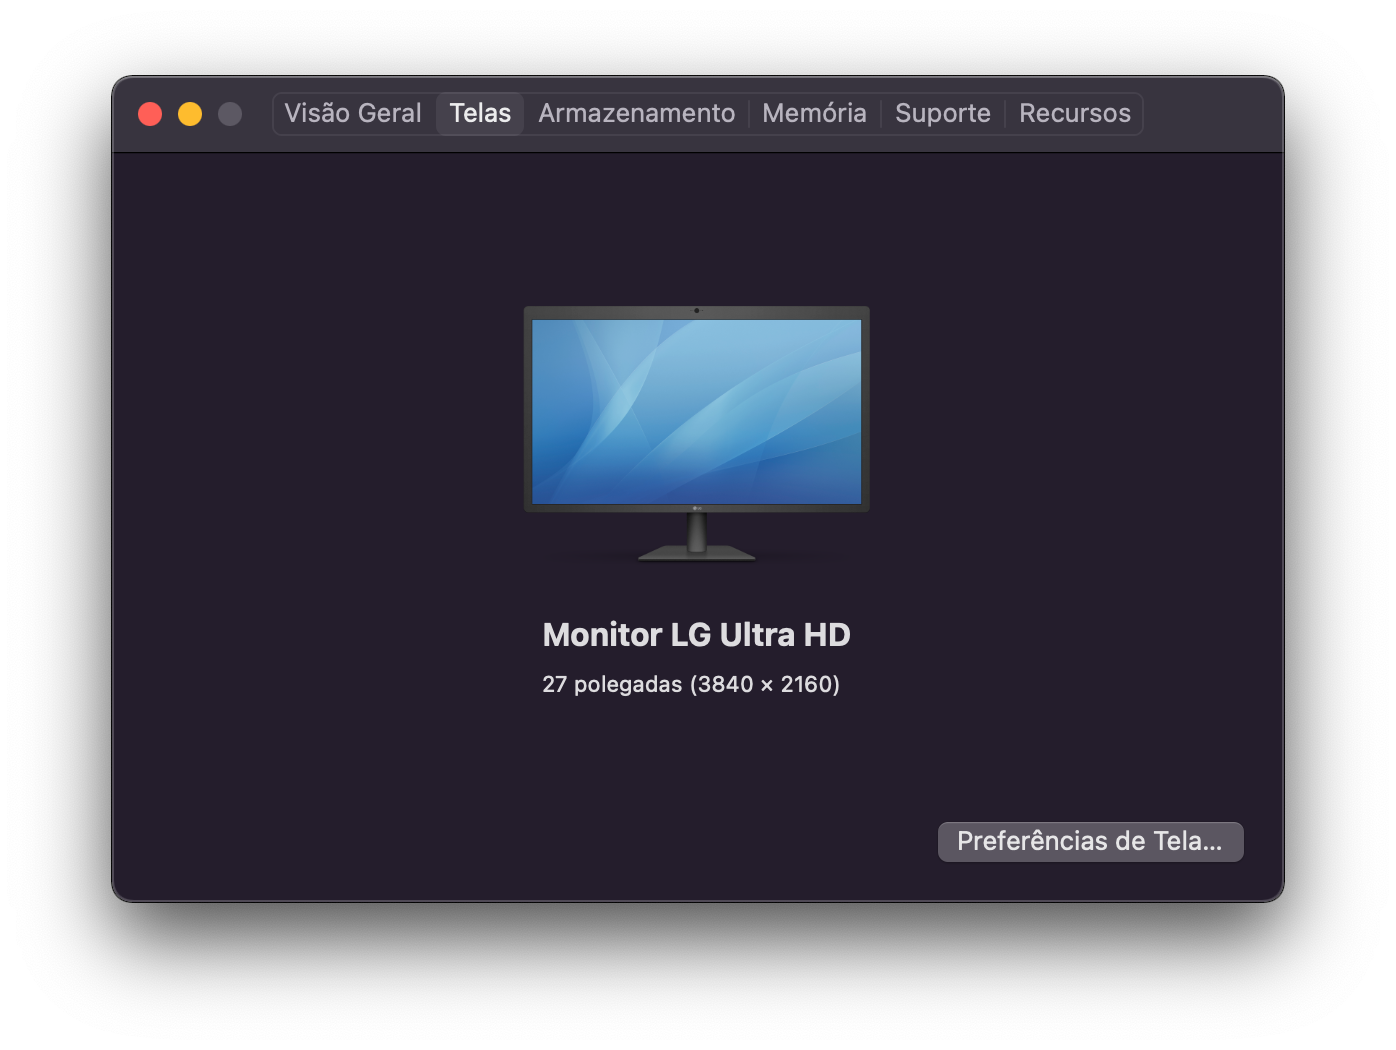 Visão Geral Telas Armazenamento Memória Suporte Recursos
Monitor LG Ultra HD
27 polegadas (3840 × 2160)
Preferências de Tela...